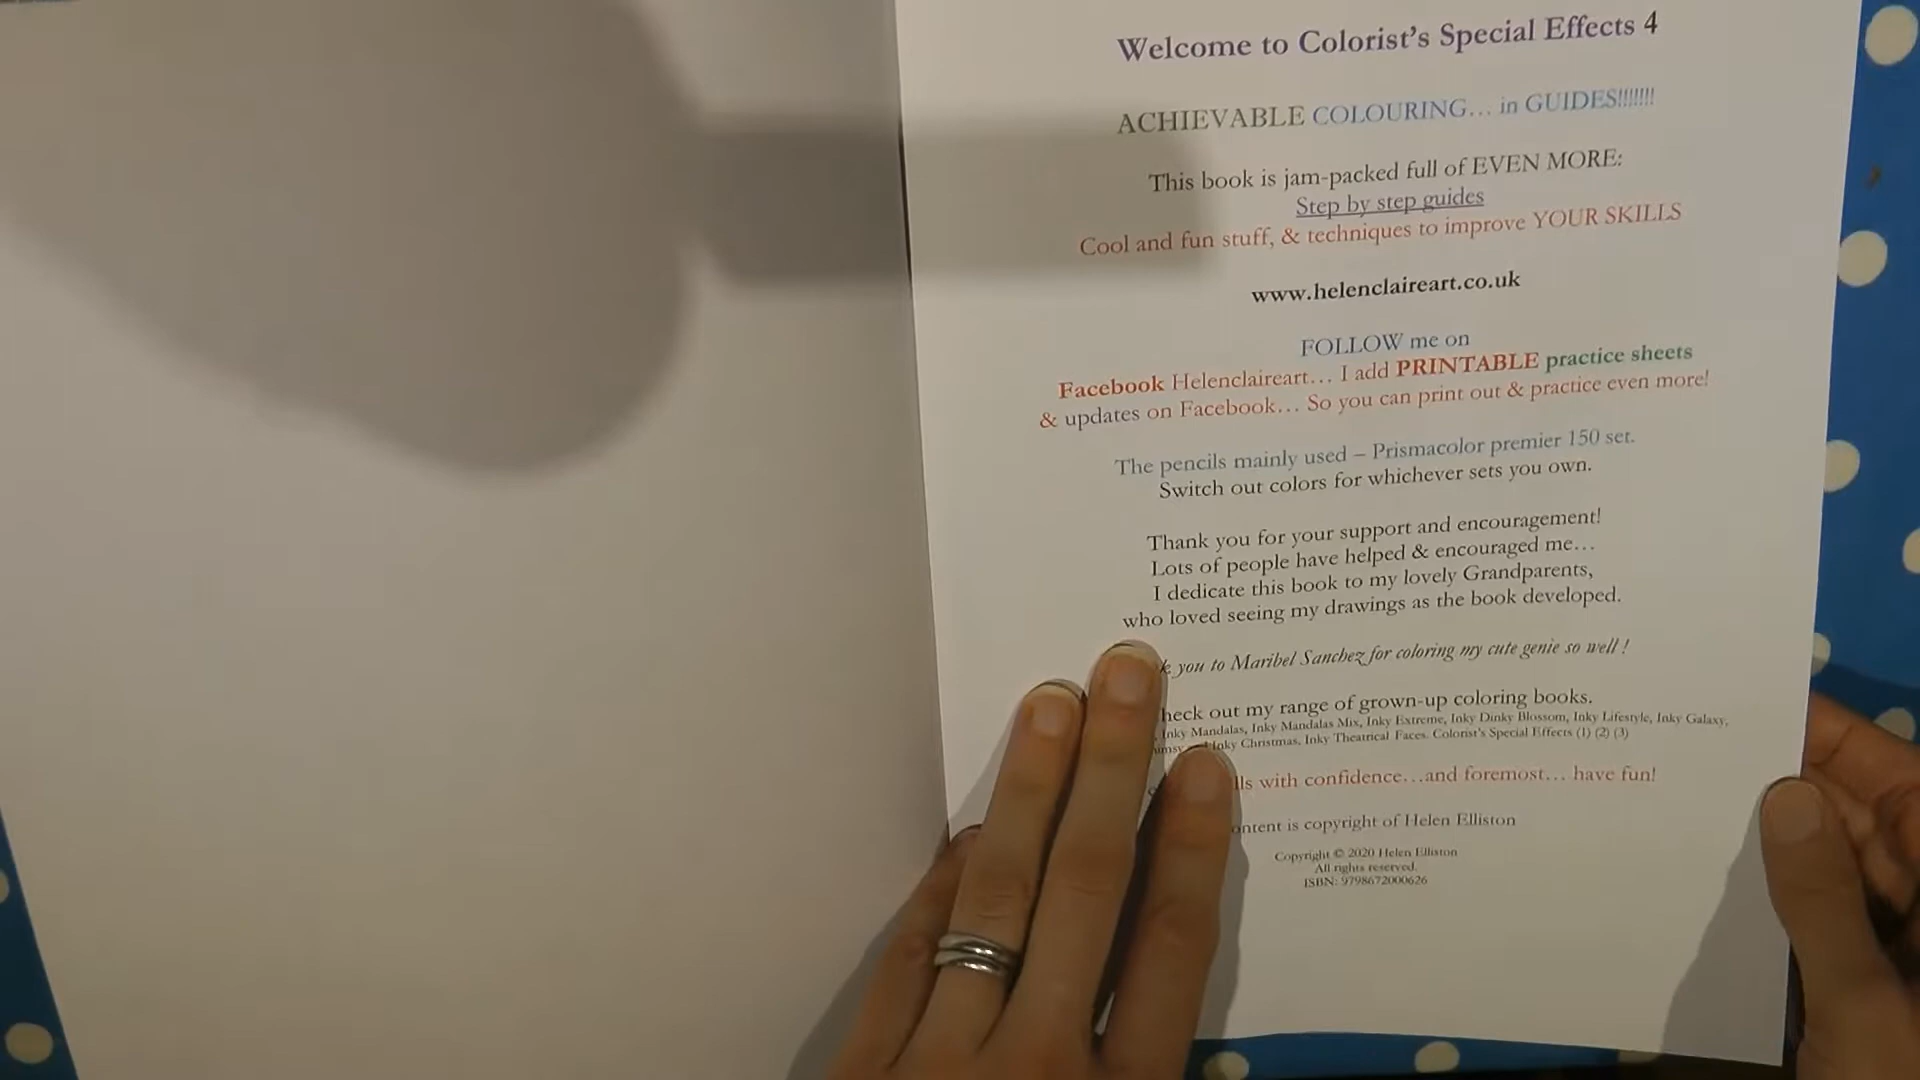 Welcome to Colorist's Special Effects 4
ACHIEVABLE COLOURING... in GUIDES!!!!!!!
This book is jam-packed full of EVEN MORE:
Step by step guides
Cool and fun stuff, & techniques to improve YOUR SKILLS
www.helenclaireart.co.uk
FOLLOW me on
Facebook Helenclaireart... I add PRINTABLE practice sheets
& updates on Facebook... So you can print out & practice even more!
The pencils mainly used – Prismacolor premier 150 set.
Switch out colors for whichever sets you own.
Thank you for your support and encouragement!
Lots of people have helped & encouraged me...
I dedicate this book to my lovely Grandparents,
who loved seeing my drawings as the book developed.
you to Maribel Sanchez for coloring my cute genie so well !
out my range of grown-up coloring books.
Inky Mandalas, Inky Mandalas Mix, Inky Extreme, Inky Dinky Blossom, Inky Lifestyle, Inky Galaxy,
Inky Christmas, Inky Theatrical Faces. Colorist's Special Effects (1) (2) (3)
with confidence...and foremost... have fun!
is copyright of Helen Elliston
Copyright © 2020 Helen Elliston
All rights reserved.
ISBN: 9798672000626